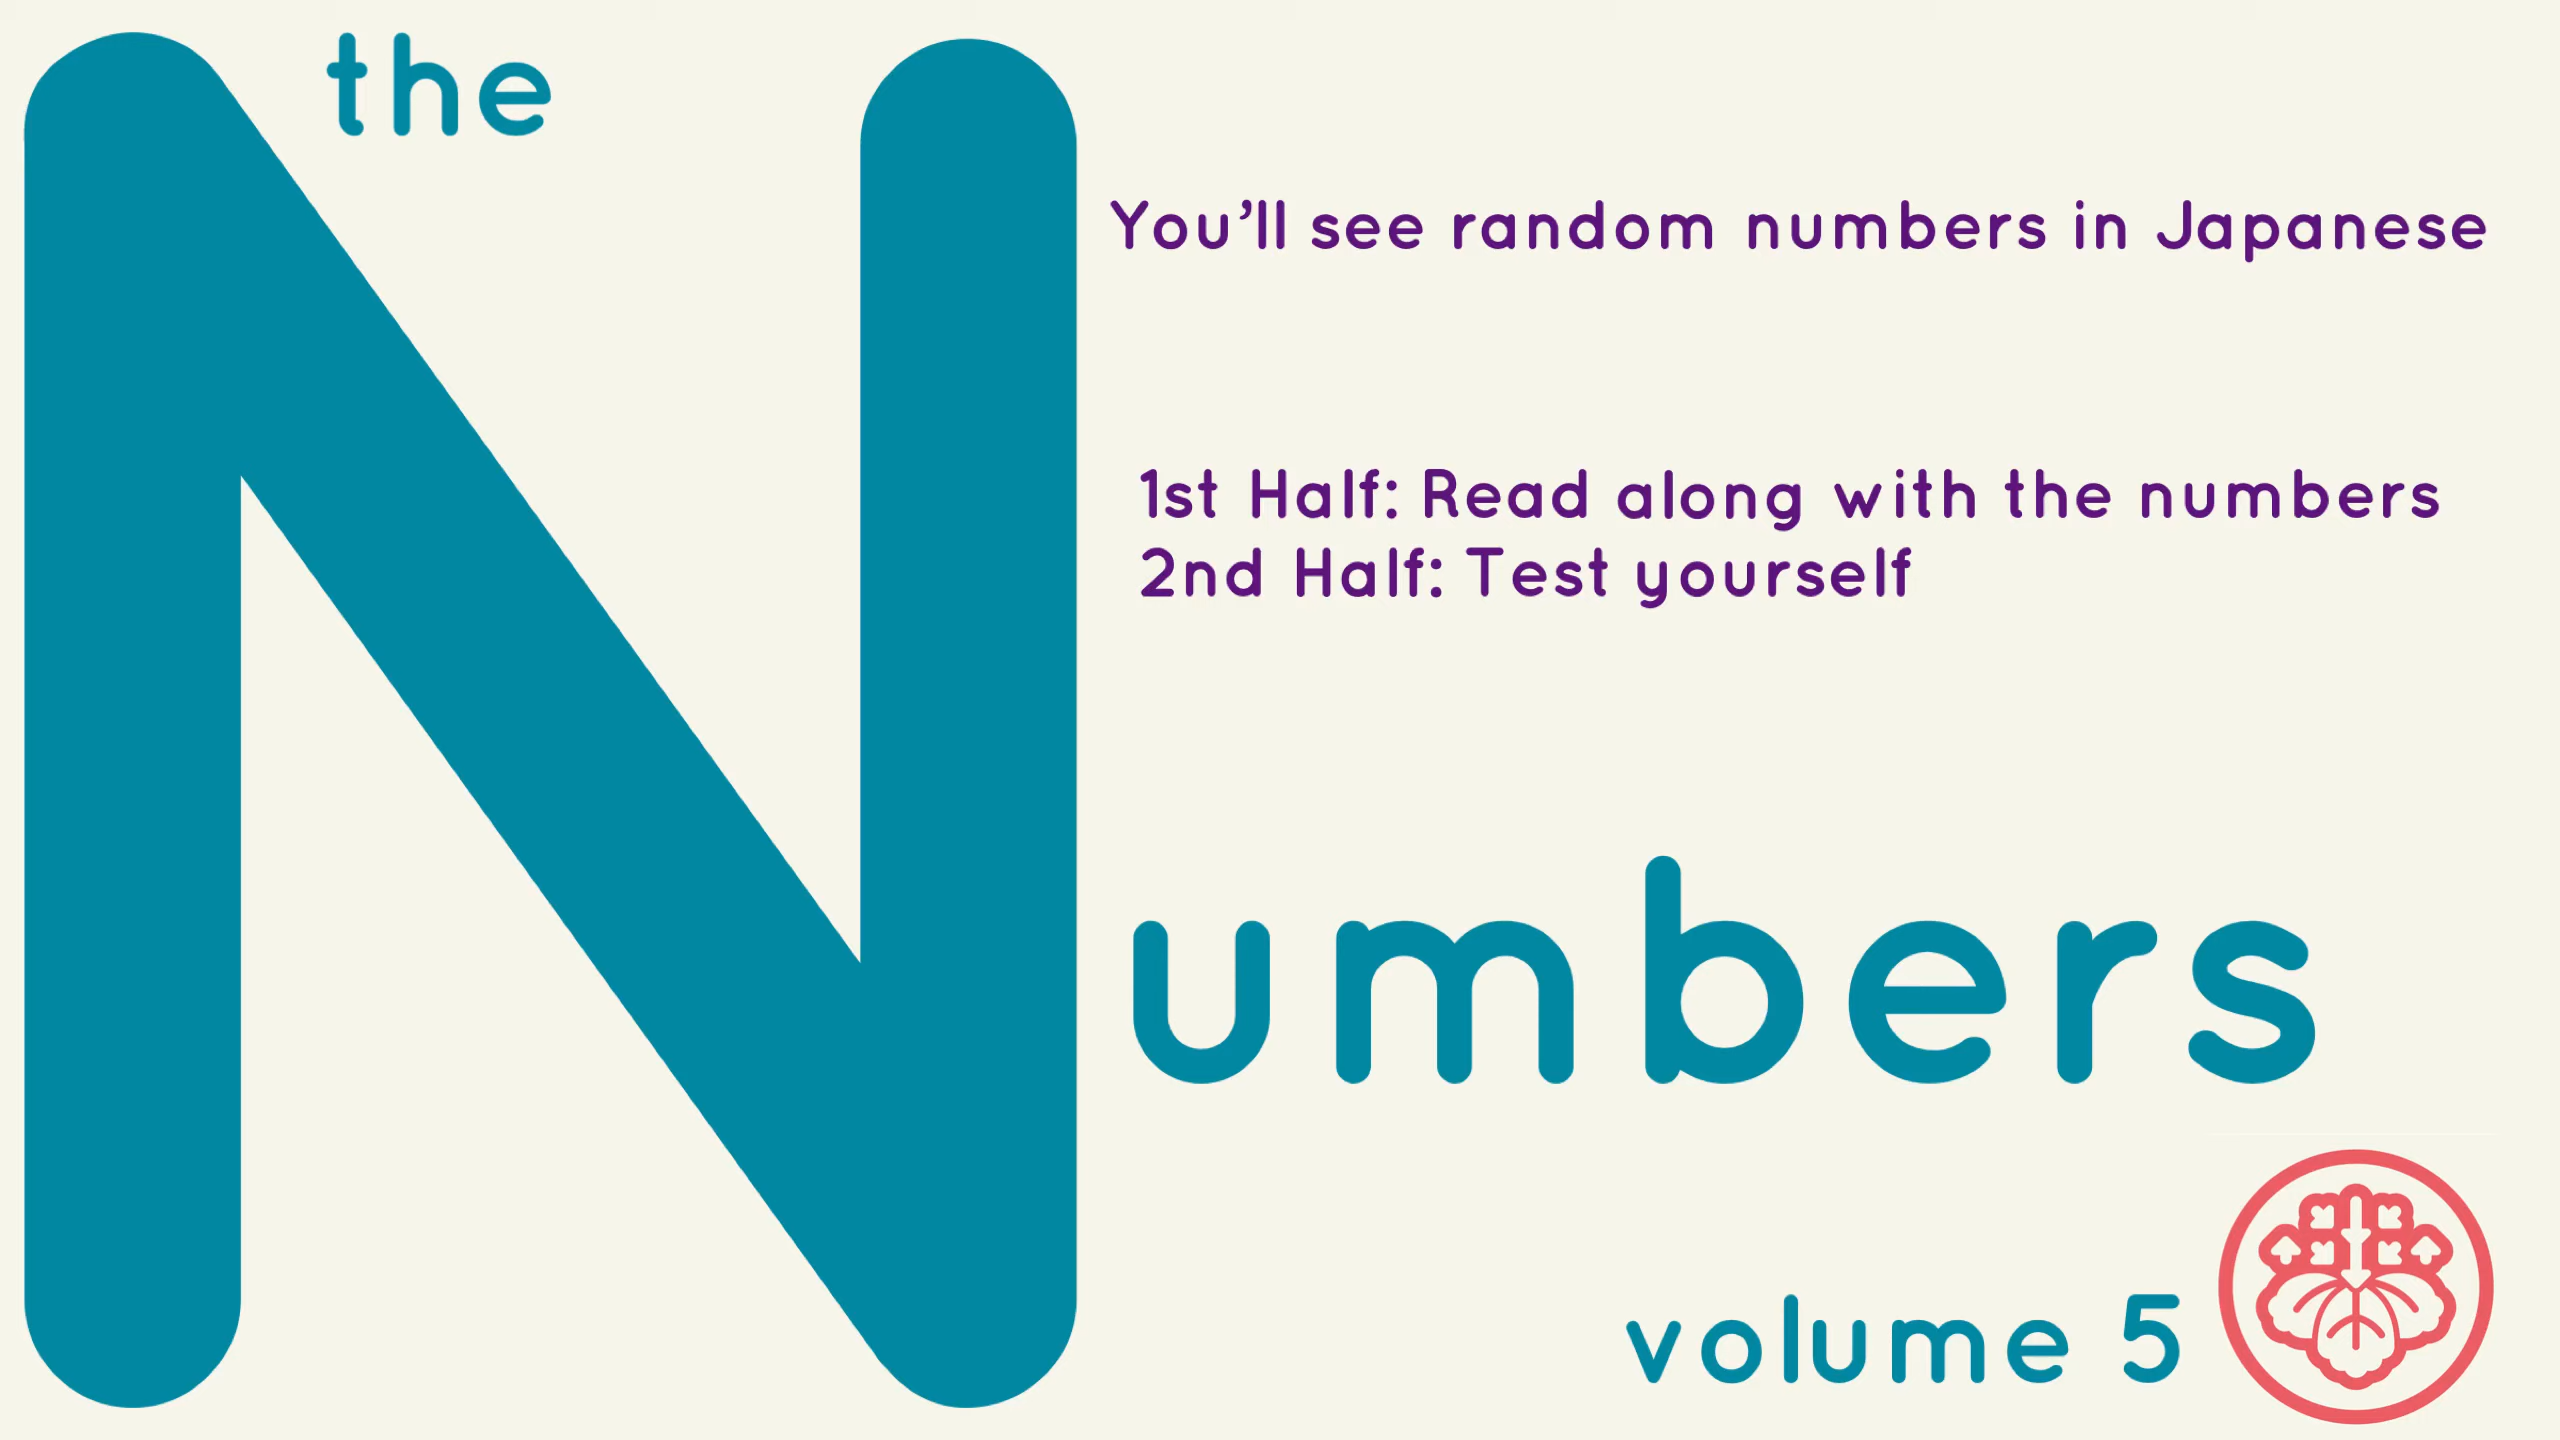 the
You'll see random numbers in Japanese
1st Half: Read along with the numbers
2nd Half: Test yourself
Numbers
volume 5